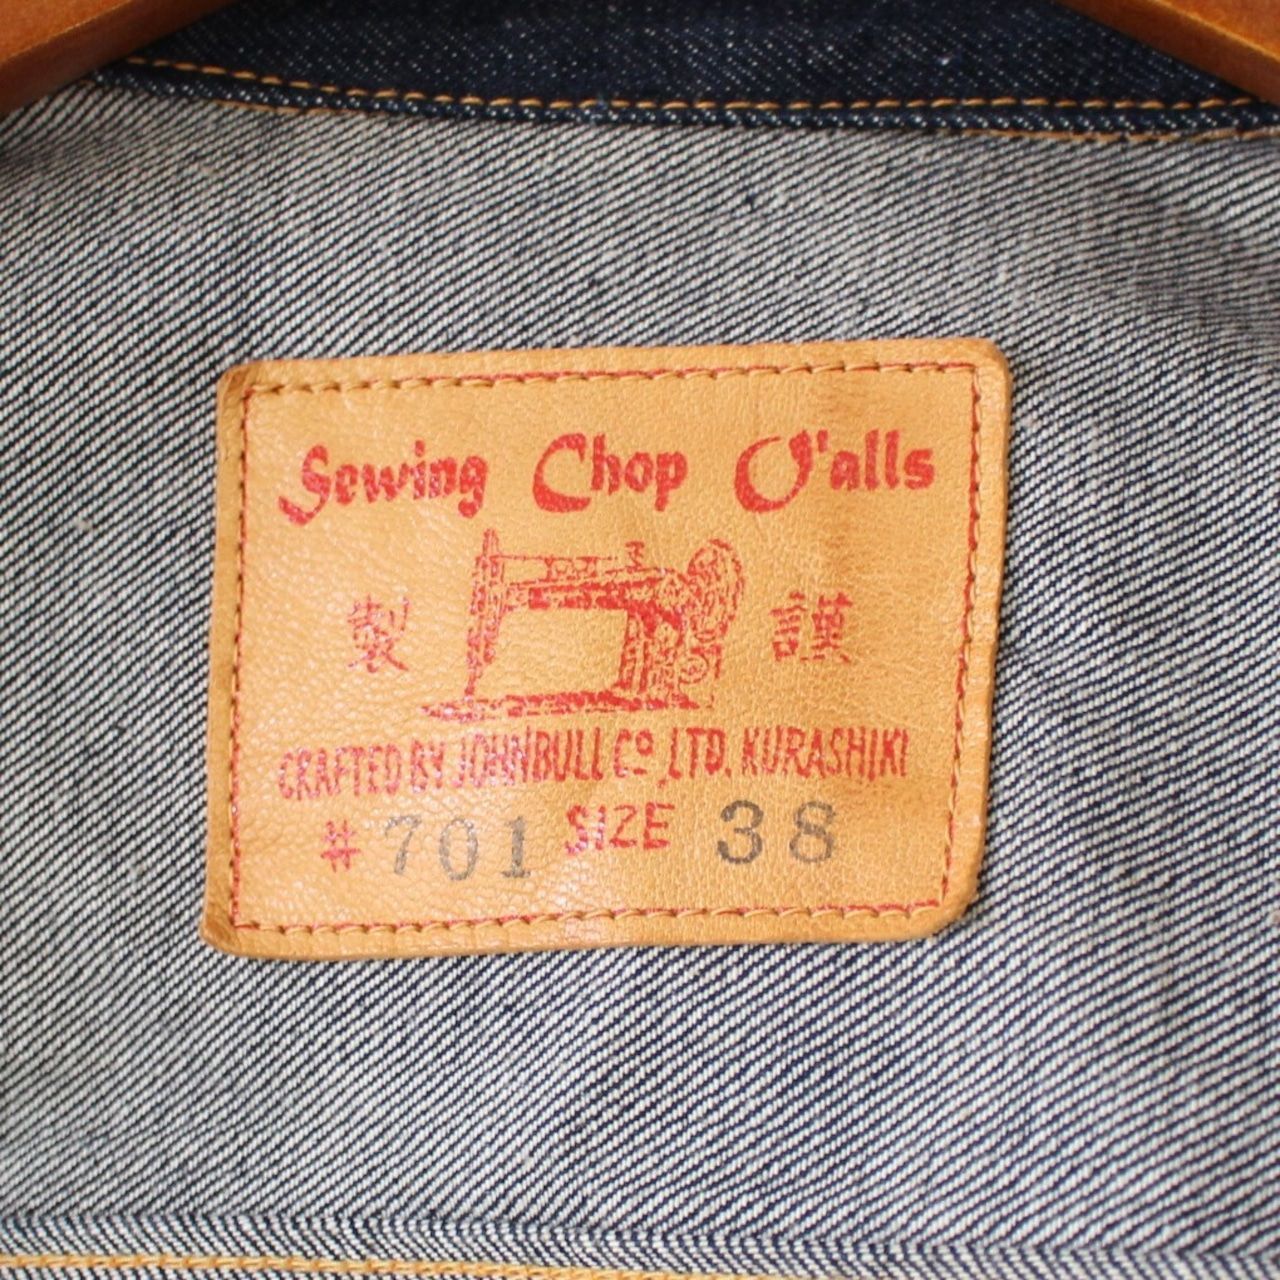 Sewing Chop O'alls
製 謹
CRAFTED BY JOHNBULL Cº,LTD. KURASHIKI
# 701 SIZE 38